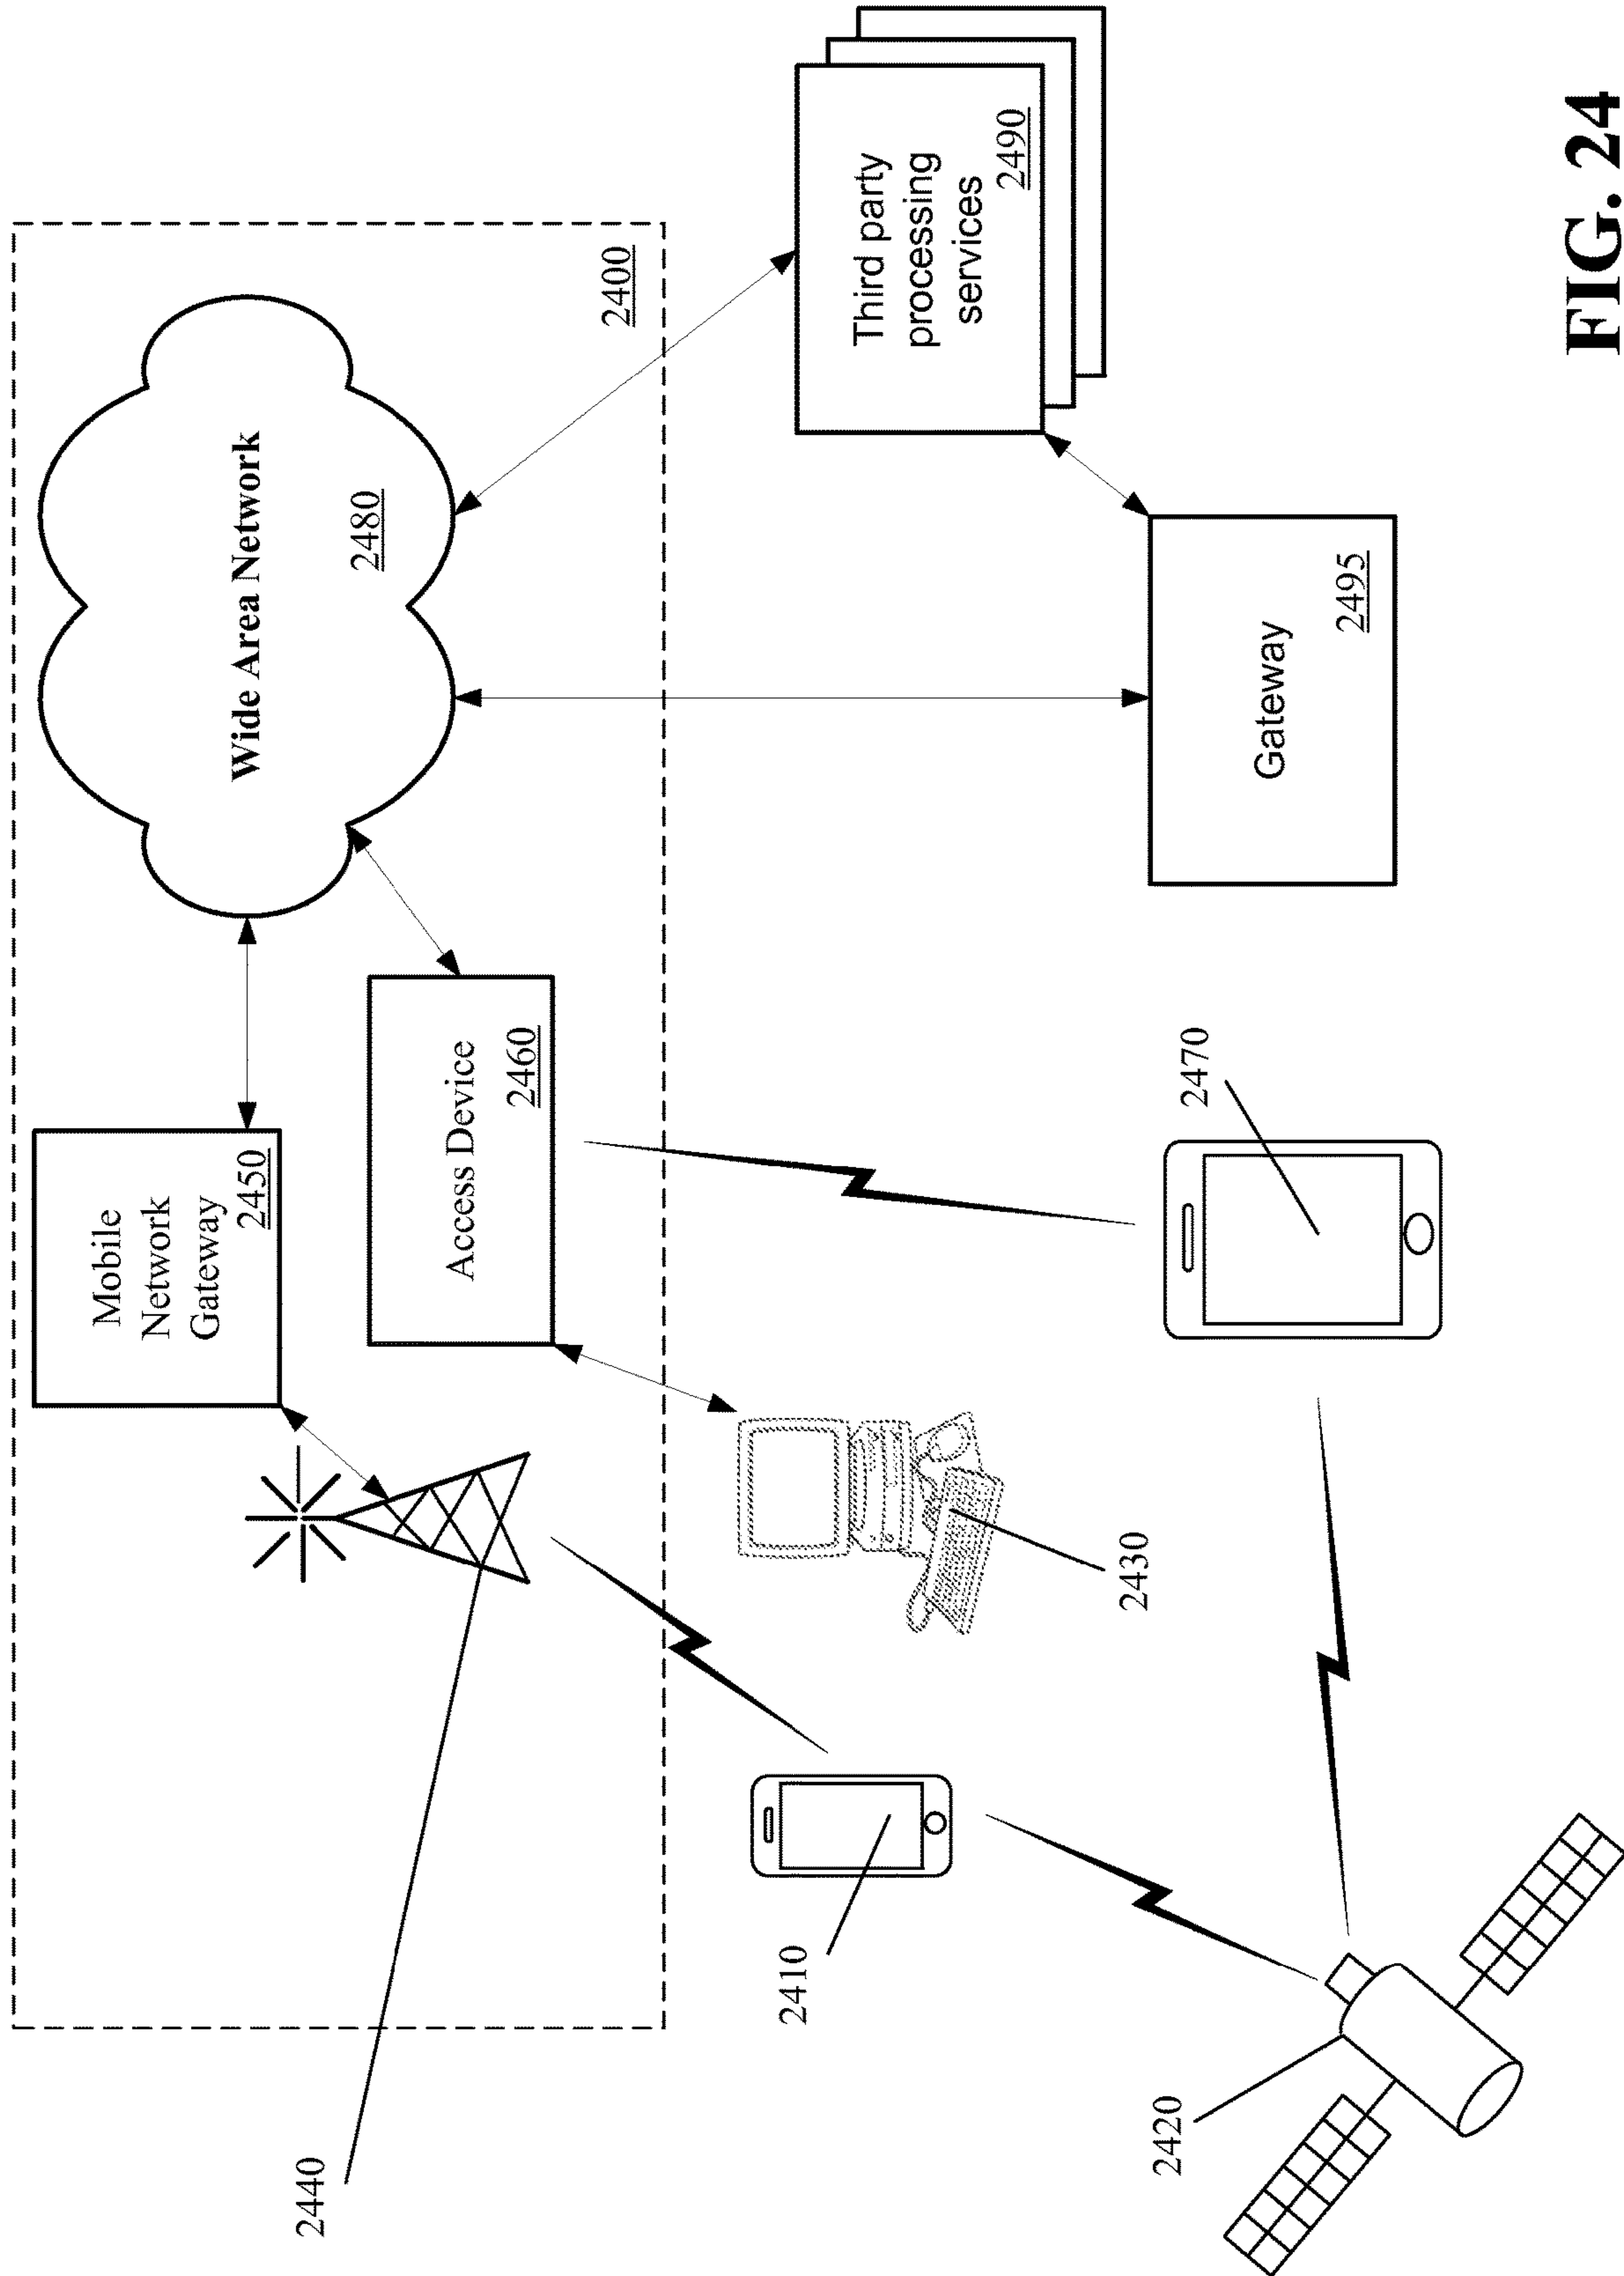 2440
Mobile
Network
Gateway
2450
Wide Area Network
2480
Access Device
2460
2400
2410
2430
Third party
processing
services
2490
2420
2470
Gateway
2495
FIG. 24